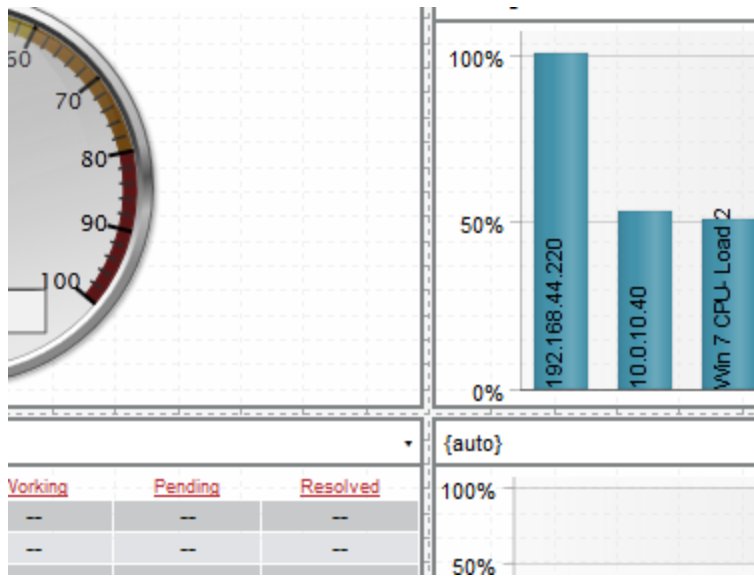 70
80
90
100
100%
50%
0%
192.168.44.220
10.0.10.40
Win 7 CPU- Load 2
{auto}
Working Pending Resolved
-- -- --
-- -- --
100%
50%